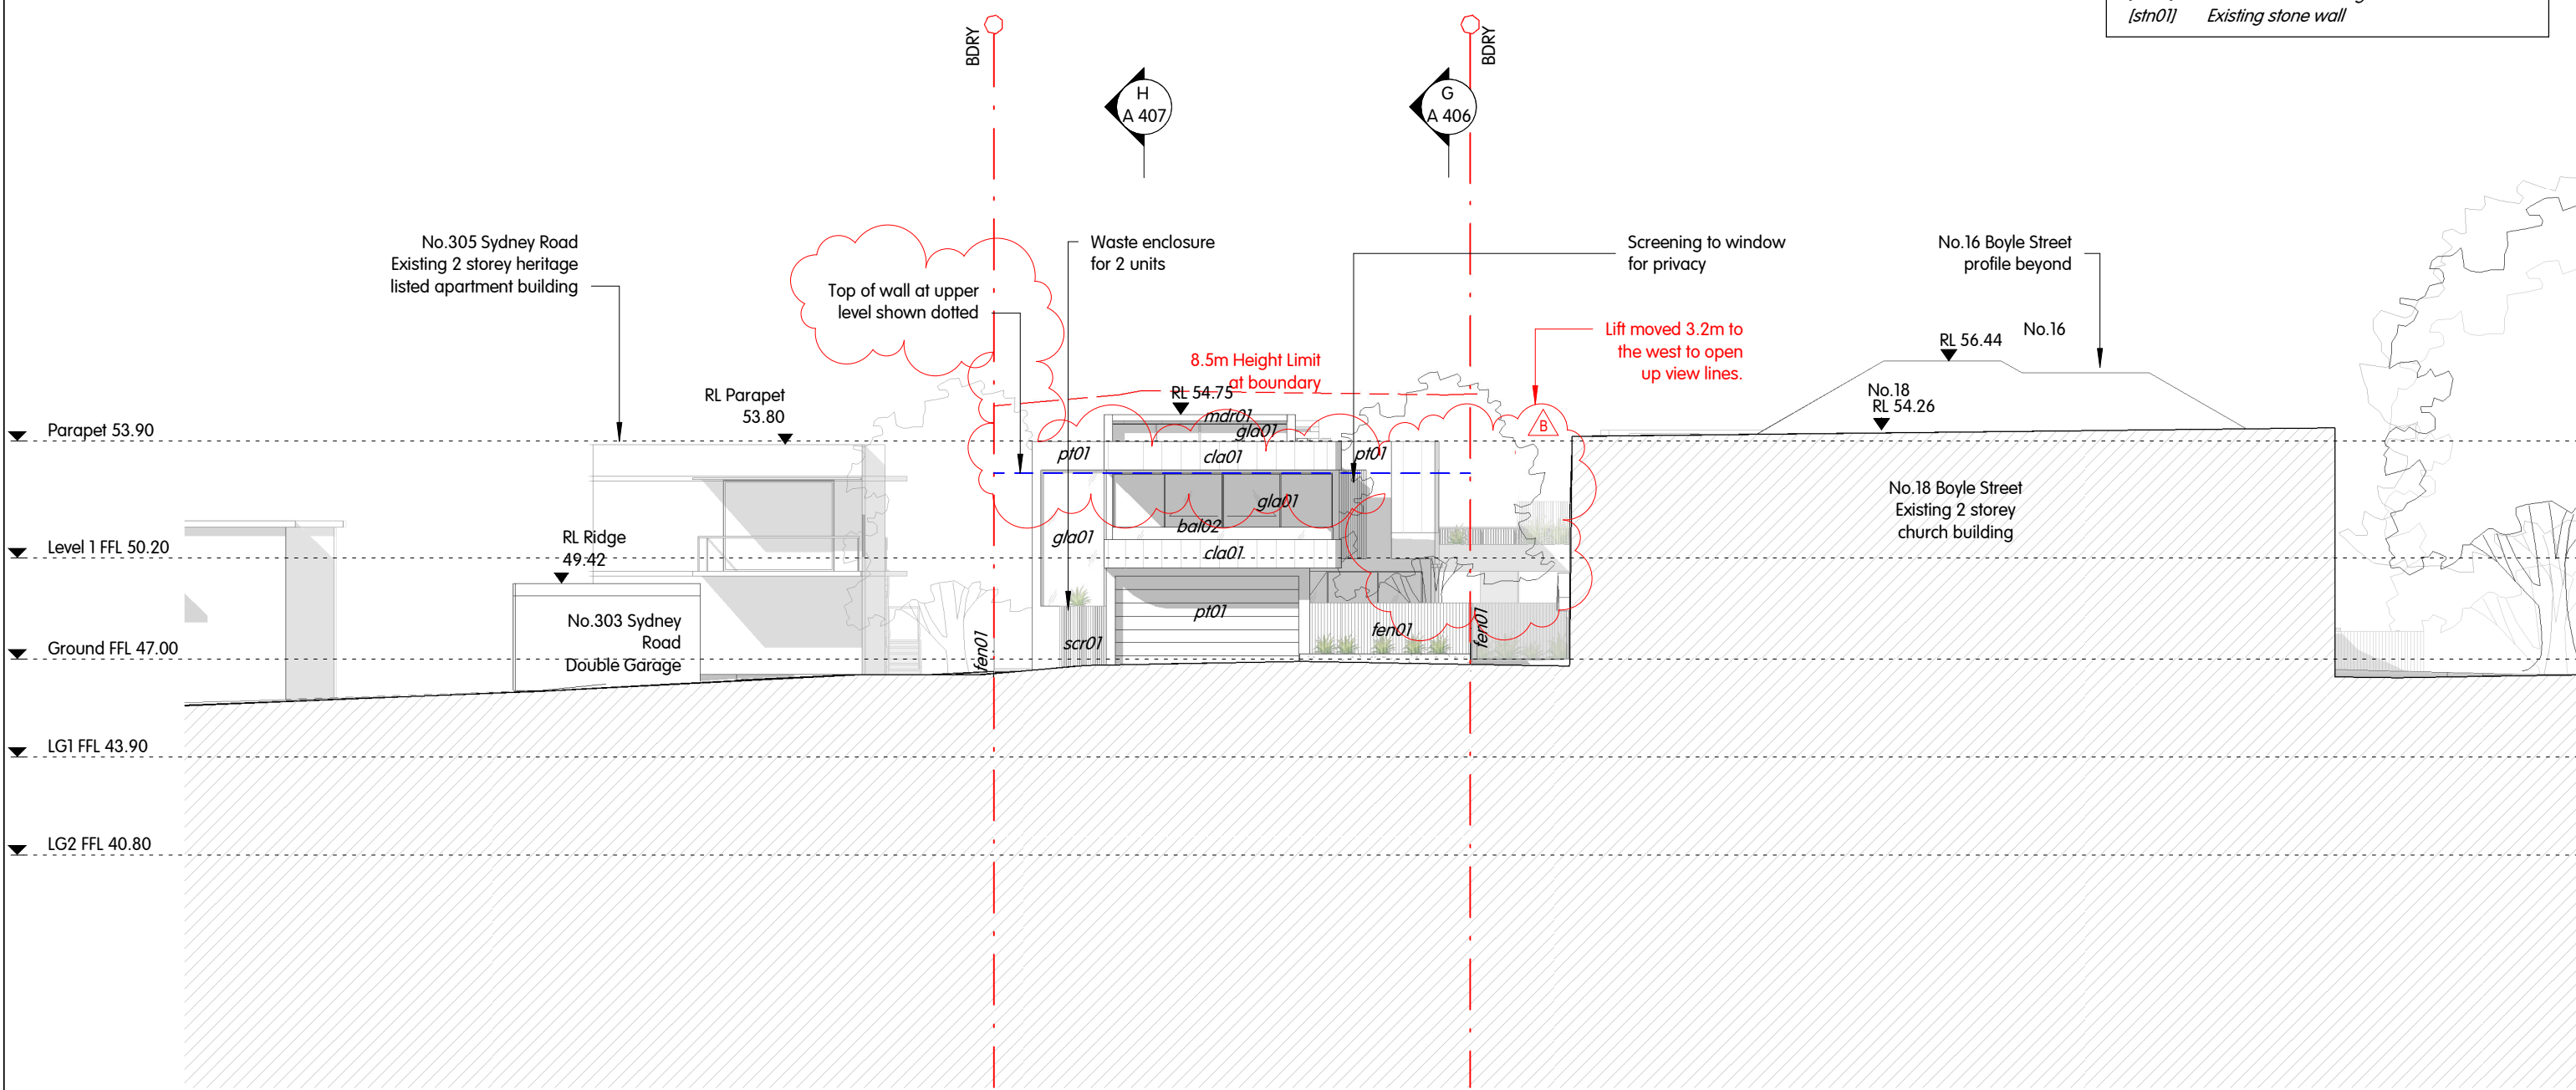 [stn01] Existing stone wall
BDRY
BDRY
H
A 407
G
A 406
No.305 Sydney Road
Existing 2 storey heritage
listed apartment building
Waste enclosure
for 2 units
Screening to window
for privacy
No.16 Boyle Street
profile beyond
Top of wall at upper
level shown dotted
Lift moved 3.2m to
the west to open
up view lines.
8.5m Height Limit
at boundary
RL 56.44
No.16
RL Parapet
53.80
RL 54.75
No.18
RL 54.26
mdr01
gla01
B
Parapet 53.90
pt01
cla01
pt01
No.18 Boyle Street
Existing 2 storey
church building
gla01
bal02
gla01
cla01
RL Ridge
49.42
Level 1 FFL 50.20
No.303 Sydney
Road
Double Garage
pt01
fen01
fen01
fen01
scr01
Ground FFL 47.00
LG1 FFL 43.90
LG2 FFL 40.80